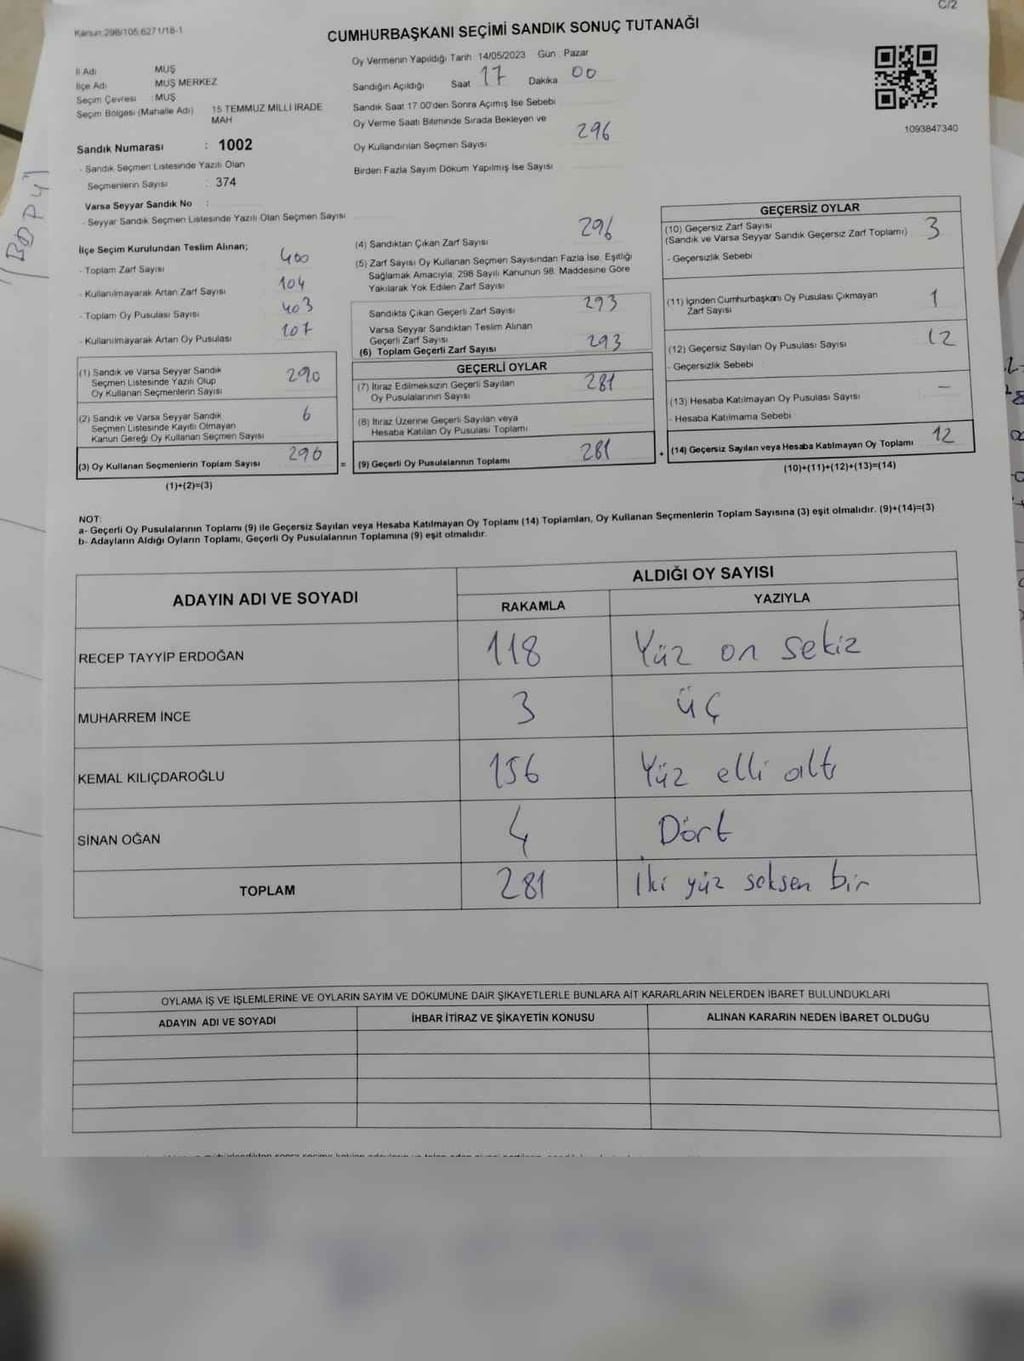 Kanun:298/105,6271/18-1
C/2
CUMHURBAŞKANI SEÇİMİ SANDIK SONUÇ TUTANAĞI
İl Adı MUŞ
İlçe Adı MUŞ MERKEZ
Seçim Çevresi : MUŞ
Seçim Bölgesi (Mahalle Adı) 15 TEMMUZ MİLLİ İRADE
MAH
Sandık Numarası : 1002
- Sandık Seçmen Listesinde Yazılı Olan
Seçmenlerin Sayısı : 374
Varsa Seyyar Sandık No :
- Seyyar Sandık Seçmen Listesinde Yazılı Olan Seçmen Sayısı
Oy Vermenin Yapıldığı Tarih 14/05/2023 Gün : Pazar
Sandığın Açıldığı Saat 17 Dakika 00
Sandık Saat 17.00'den Sonra Açılmış İse Sebebi
Oy Verme Saati Bitiminde Sırada Bekleyen ve
Oy Kullandırılan Seçmen Sayısı 296
Birden Fazla Sayım Döküm Yapılmış İse Sayısı
1093847340
İlçe Seçim Kurulundan Teslim Alınan;
- Toplam Zarf Sayısı 400
- Kullanılmayarak Artan Zarf Sayısı 104
- Toplam Oy Pusulası Sayısı 403
- Kullanılmayarak Artan Oy Pusulası 107
(1) Sandık ve Varsa Seyyar Sandık
Seçmen Listesinde Yazılı Olup
Oy Kullanan Seçmenlerin Sayısı 290
(2) Sandık ve Varsa Seyyar Sandık
Seçmen Listesinde Kayıtlı Olmayan
Kanun Gereği Oy Kullanan Seçmen Sayısı 6
(3) Oy Kullanan Seçmenlerin Toplam Sayısı 296
(1)+(2)=(3)
=
(4) Sandıktan Çıkan Zarf Sayısı 296
(5) Zarf Sayısı Oy Kullanan Seçmen Sayısından Fazla İse, Eşitliği
Sağlamak Amacıyla; 298 Sayılı Kanunun 98. Maddesine Göre
Yakılarak Yok Edilen Zarf Sayısı
Sandıkta Çıkan Geçerli Zarf Sayısı 293
Varsa Seyyar Sandıktan Teslim Alınan
Geçerli Zarf Sayısı
(6) Toplam Geçerli Zarf Sayısı 293
GEÇERLİ OYLAR
(7) İtiraz Edilmeksizin Geçerli Sayılan
Oy Pusulalarının Sayısı 281
(8) İtiraz Üzerine Geçerli Sayılan veya
Hesaba Katılan Oy Pusulası Toplamı
(9) Geçerli Oy Pusulalarının Toplamı 281
+
GEÇERSİZ OYLAR
(10) Geçersiz Zarf Sayısı 3
(Sandık ve Varsa Seyyar Sandık Geçersiz Zarf Toplamı)
- Geçersizlik Sebebi
(11) İçinden Cumhurbaşkanı Oy Pusulası Çıkmayan
Zarf Sayısı 1
(12) Geçersiz Sayılan Oy Pusulası Sayısı 12
- Geçersizlik Sebebi
(13) Hesaba Katılmayan Oy Pusulası Sayısı —
- Hesaba Katılmama Sebebi
(14) Geçersiz Sayılan veya Hesaba Katılmayan Oy Toplamı 12
(10)+(11)+(12)+(13)=(14)
NOT:
a- Geçerli Oy Pusulalarının Toplamı (9) ile Geçersiz Sayılan veya Hesaba Katılmayan Oy Toplamı (14) Toplamları, Oy Kullanan Seçmenlerin Toplam Sayısına (3) eşit olmalıdır. (9)+(14)=(3)
b- Adayların Aldığı Oyların Toplamı, Geçerli Oy Pusulalarının Toplamına (9) eşit olmalıdır.
ADAYIN ADI VE SOYADI
ALDIĞI OY SAYISI
RAKAMLA YAZIYLA
RECEP TAYYİP ERDOĞAN 118 Yüz on sekiz
MUHARREM İNCE 3 üç
KEMAL KILIÇDAROĞLU 156 Yüz elli altı
SİNAN OĞAN 4 Dört
TOPLAM 281 İki yüz seksen bir
OYLAMA İŞ VE İŞLEMLERİNE VE OYLARIN SAYIM VE DÖKÜMÜNE DAİR ŞİKAYETLERLE BUNLARA AİT KARARLARIN NELERDEN İBARET BULUNDUKLARI
ADAYIN ADI VE SOYADI İHBAR İTİRAZ VE ŞİKAYETİN KONUSU ALINAN KARARIN NEDEN İBARET OLDUĞU